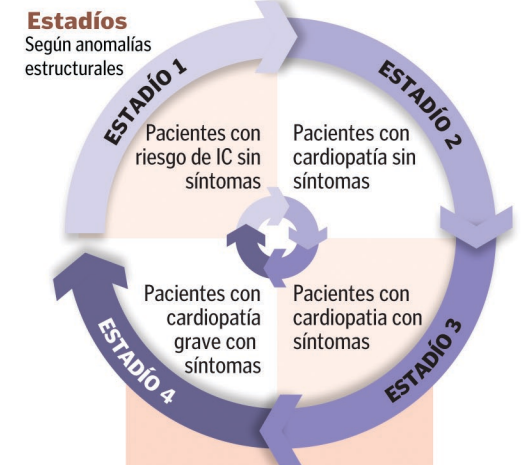 Estadíos
Según anomalías
estructurales
ESTADÍO 1
Pacientes con
riesgo de IC sin
síntomas
ESTADÍO 2
Pacientes con
cardiopatía sin
síntomas
ESTADÍO 3
Pacientes con
cardiopatia con
síntomas
ESTADÍO 4
Pacientes con
cardiopatía
grave con
síntomas